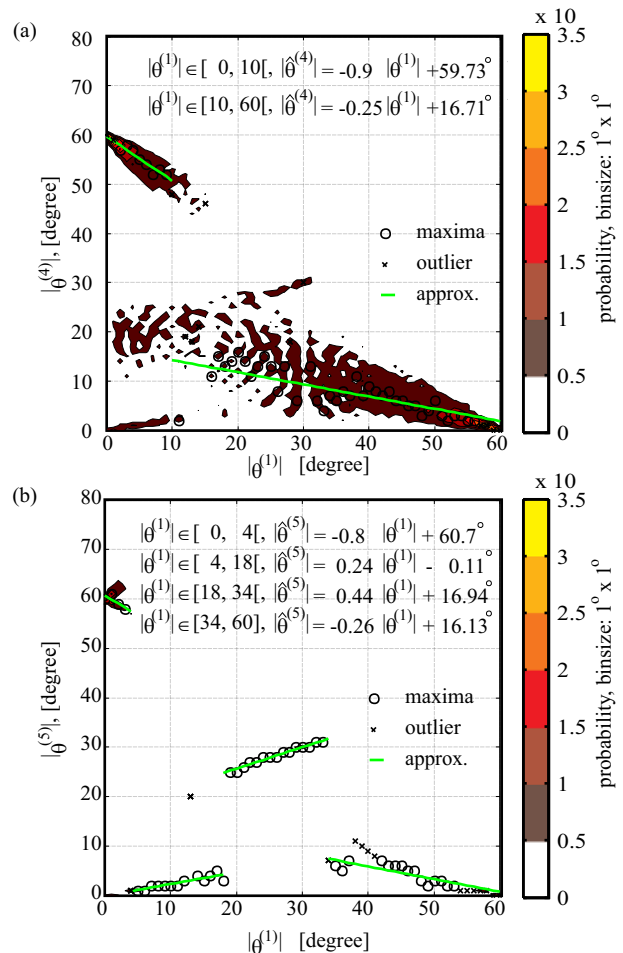 (a)
x 10
|θ^(1)| ∈ [ 0, 10[, |θ̂^(4)| = -0.9 |θ^(1)| +59.73°
|θ^(1)| ∈ [10, 60[, |θ̂^(4)| = -0.25 |θ^(1)| +16.71°
80
70
60
50
40
30
20
10
0
|θ^(4)|, [degree]
maxima
outlier
approx.
0 10 20 30 40 50 60
|θ^(1)| [degree]
3.5
3
2.5
2
1.5
1
0.5
0
probability, binsize: 1° x 1°
(b)
x 10
|θ^(1)| ∈ [ 0, 4[, |θ̂^(5)| = -0.8 |θ^(1)| + 60.7°
|θ^(1)| ∈ [ 4, 18[, |θ̂^(5)| = 0.24 |θ^(1)| - 0.11°
|θ^(1)| ∈ [18, 34[, |θ̂^(5)| = 0.44 |θ^(1)| + 16.94°
|θ^(1)| ∈ [34, 60[, |θ̂^(5)| = -0.26 |θ^(1)| + 16.13°
80
70
60
50
40
30
20
10
0
|θ^(5)|, [degree]
maxima
outlier
approx.
0 10 20 30 40 50 60
|θ^(1)| [degree]
3.5
3
2.5
2
1.5
1
0.5
0
probability, binsize: 1° x 1°